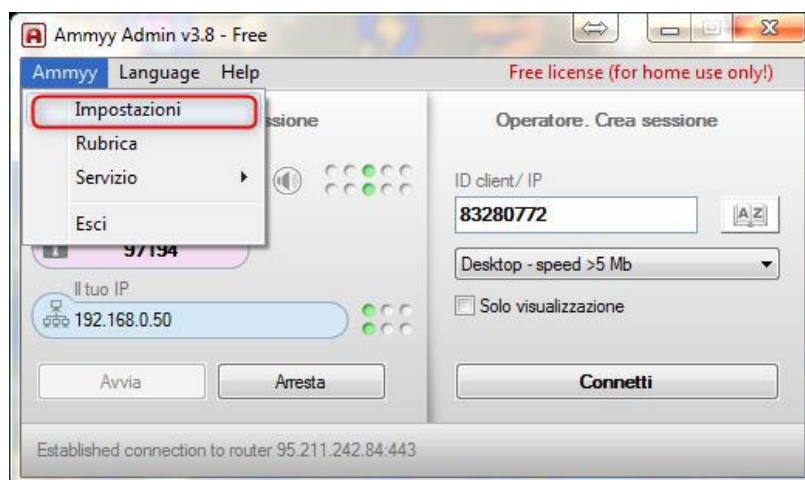 Ammyy Admin v3.8 - Free
Ammyy Language Help
Free license (for home use only!)
Impostazioni
Rubrica
Servizio
Esci
ssione
97194
Il tuo IP
192.168.0.50
Avvia
Arresta
Operatore. Crea sessione
ID client/ IP
83280772
AZ
Desktop - speed >5 Mb
Solo visualizzazione
Connetti
Established connection to router 95.211.242.84:443